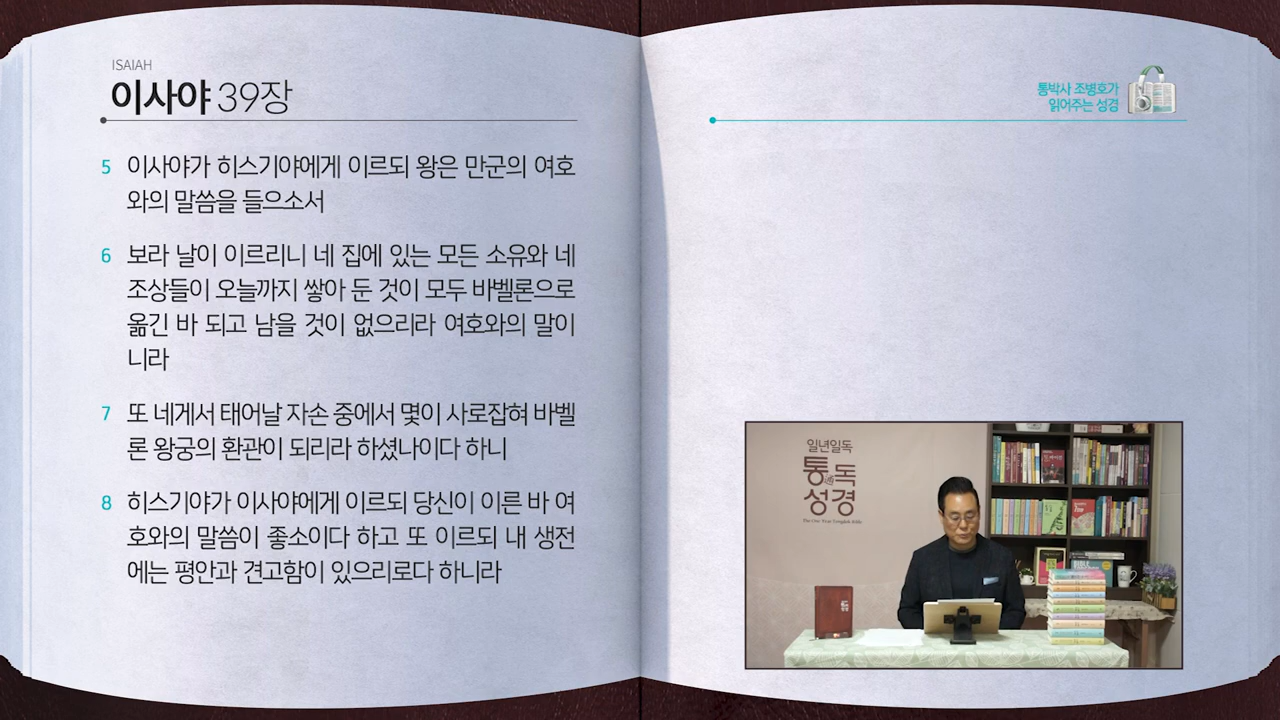 ISAIAH
이사야 39장
5 이사야가 히스기야에게 이르되 왕은 만군의 여호
와의 말씀을 들으소서
6 보라 날이 이르리니 네 집에 있는 모든 소유와 네
조상들이 오늘까지 쌓아 둔 것이 모두 바벨론으로
옮긴 바 되고 남을 것이 없으리라 여호와의 말이
니라
7 또 네게서 태어날 자손 중에서 몇이 사로잡혀 바벨
론 왕궁의 환관이 되리라 하셨나이다 하니
8 히스기야가 이사야에게 이르되 당신이 이른 바 여
호와의 말씀이 좋소이다 하고 또 이르되 내 생전
에는 평안과 견고함이 있으리로다 하니라
통박사 조병호가
읽어주는 성경
일년일독
통通독
성경
The One Year Tongdok Bible